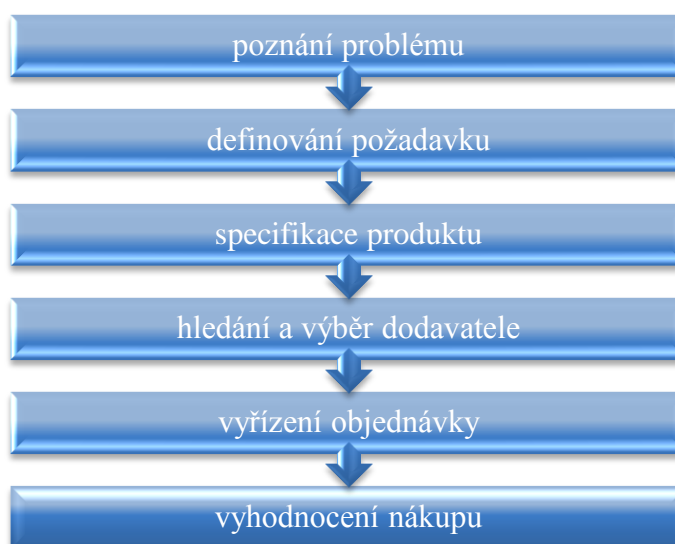 poznání problému
definování požadavku
specifikace produktu
hledání a výběr dodavatele
vyřízení objednávky
vyhodnocení nákupu